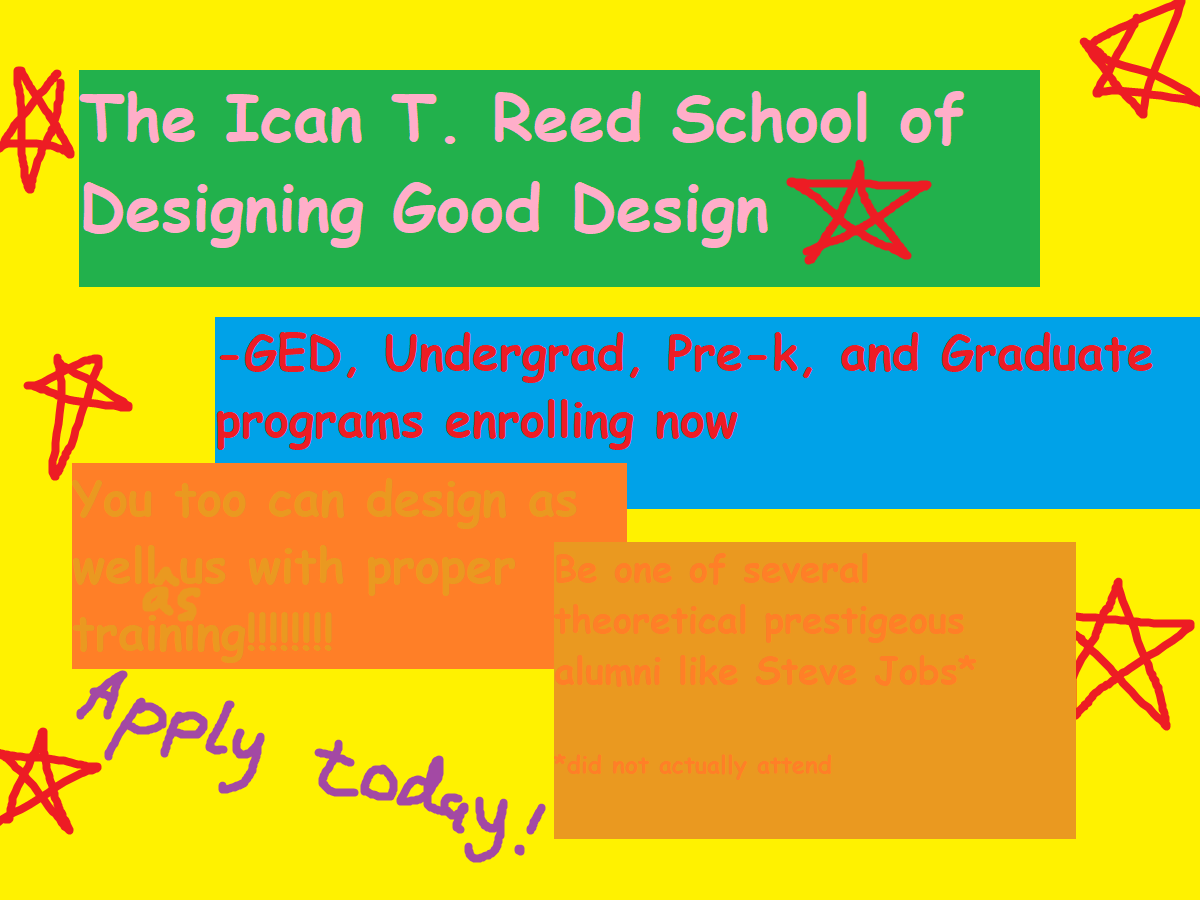 The Ican T. Reed School of
Designing Good Design
-GED, Undergrad, Pre-k, and Graduate
programs enrolling now
You too can design as
well^us with proper
as
training!!!!!!!!
Be one of several
theoretical prestigeous
alumni like Steve Jobs*
*did not actually attend
Apply today!